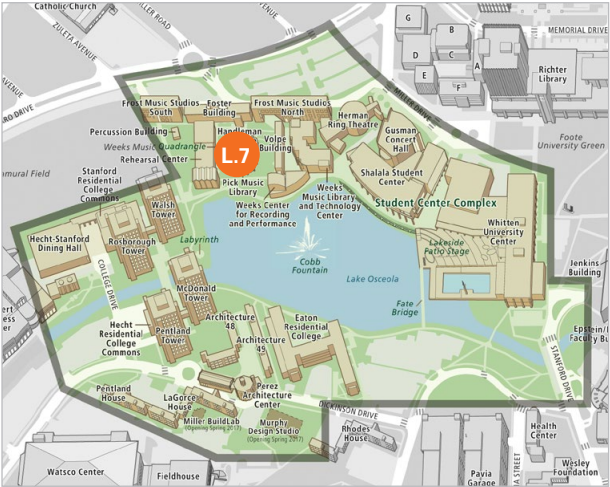 Catholic Church
ZULETA AVENUE
MILLER ROAD
AVENUE
G
B
D
C
A
E
F
MEMORIAL DRIVE
Richter
Library
MILLER DRIVE
Frost Music Studios
South
Foster
Building
Frost Music Studios
North
Herman
Ring Theatre
Gusman
Concert
Hall
Foote
University Green
Percussion Building
Weeks Music Quadrangle
Handleman
Volpe
Building
Rehearsal Center
L.7
Shalala Student
Center
Stanford
Residential
College
Commons
Pick Music
Library
Weeks
Music Library
and Technology
Center
Student Center Complex
Weeks Center
for Recording
and Performance
Walsh
Tower
Whitten
University
Center
Hecht-Stanford
Dining Hall
Rosborough
Tower
Labyrinth
Lakeside
Patio Stage
Cobb
Fountain
Lake Osceola
Jenkins
Building
COLLEGE DRIVE
McDonald
Tower
Fate
Bridge
Hecht
Residential
College
Commons
Pentland
Tower
Architecture
48
Architecture
49
Eaton
Residential
College
Epstein/
Faculty Bu
STANFORD DRIVE
Pentland
House
LaGorce
House
Perez
Architecture
Center
Miller BuildLab
(Opening Spring 2017)
Murphy
Design Studio
(Opening Spring 2017)
DICKINSON DRIVE
Rhodes
House
Health
Center
Watsco Center
Fieldhouse
Pavia
Garage
IA STREET
Wesley
Foundation